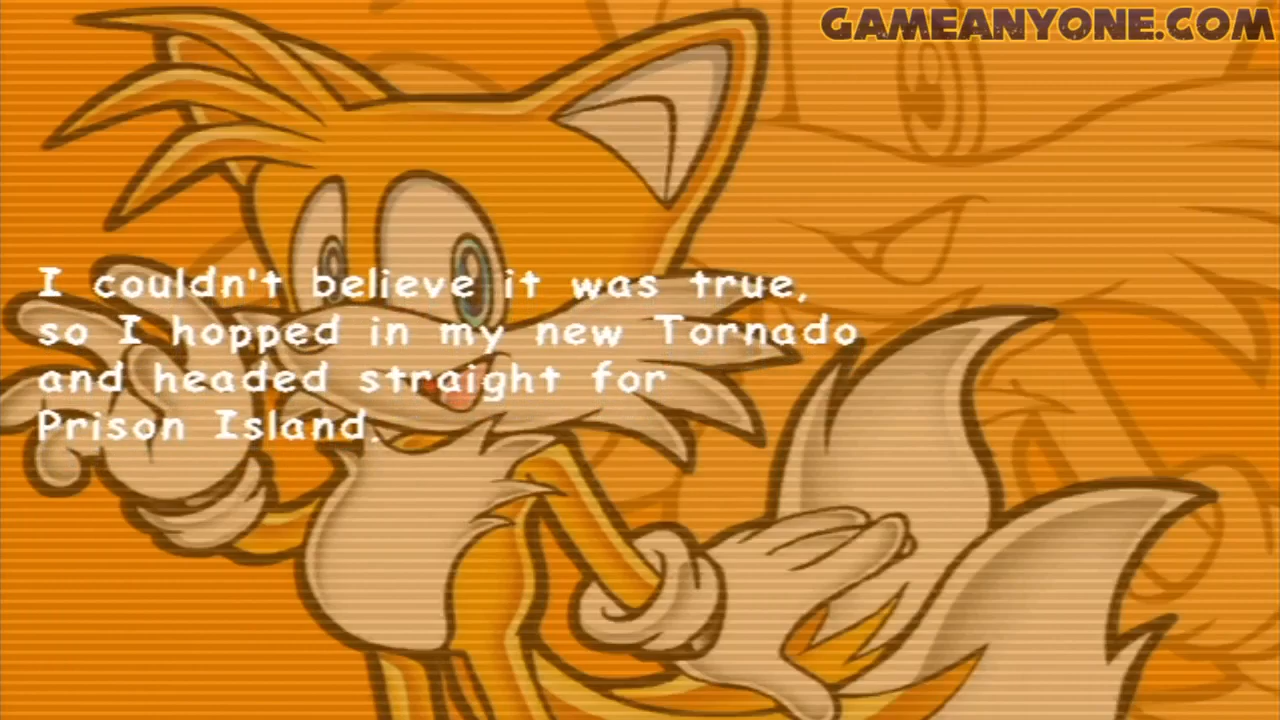 GAMEANYONE.COM
I couldn't believe it was true,
so I hopped in my new Tornado
and headed straight for
Prison Island.